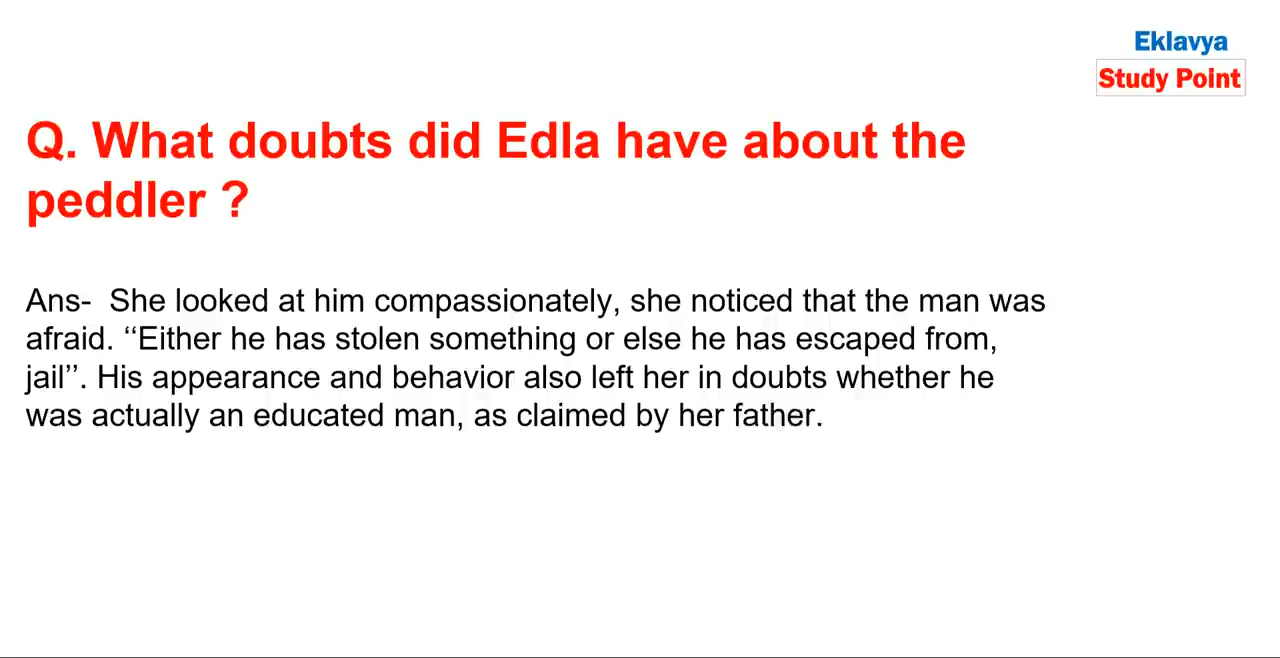 Eklavya
Study Point
Q. What doubts did Edla have about the
peddler ?
Ans-  She looked at him compassionately, she noticed that the man was
afraid. ‘‘Either he has stolen something or else he has escaped from,
jail’’. His appearance and behavior also left her in doubts whether he
was actually an educated man, as claimed by her father.